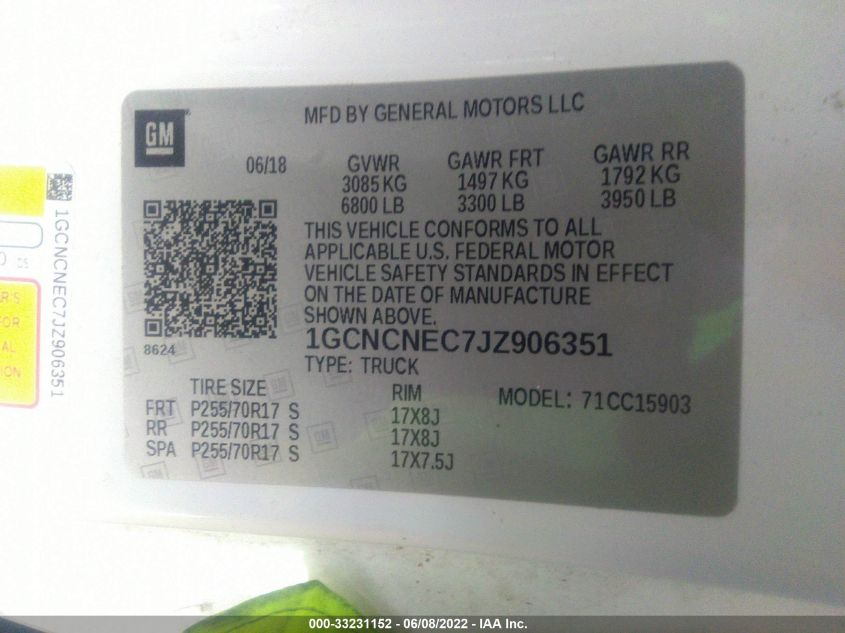 GM
MFD BY GENERAL MOTORS LLC
06/18
GVWR
3085 KG
6800 LB
GAWR FRT
1497 KG
3300 LB
GAWR RR
1792 KG
3950 LB
THIS VEHICLE CONFORMS TO ALL
APPLICABLE U.S. FEDERAL MOTOR
VEHICLE SAFETY STANDARDS IN EFFECT
ON THE DATE OF MANUFACTURE
SHOWN ABOVE.
8624
1GCNCNEC7JZ906351
TYPE: TRUCK
TIRE SIZE
RIM
MODEL: 71CC15903
FRT P255/70R17 S 17X8J
RR P255/70R17 S 17X8J
SPA P255/70R17 S 17X7.5J
1GCNCNEC7JZ906351
R'S
FOR
AL
ION
000-33231152 - 06/08/2022 - IAA Inc.